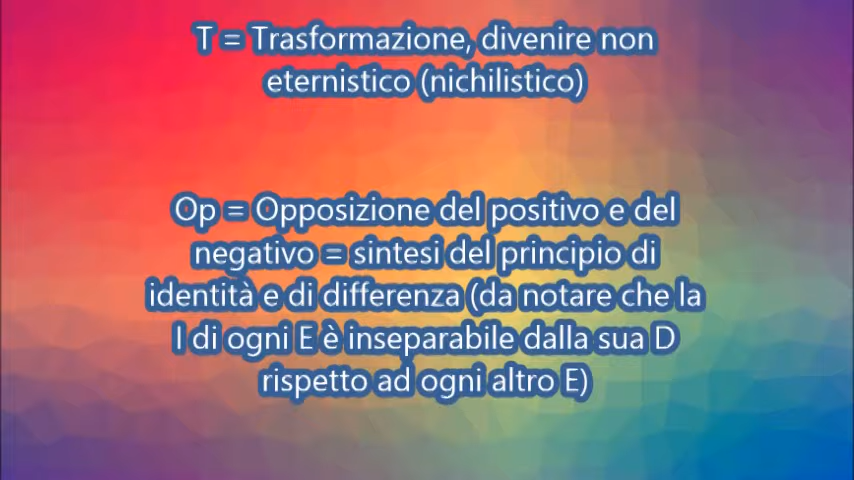 T = Trasformazione, divenire non
eternistico (nichilistico)
Op = Opposizione del positivo e del
negativo = sintesi del principio di
identità e di differenza (da notare che la
I di ogni E è inseparabile dalla sua D
rispetto ad ogni altro E)